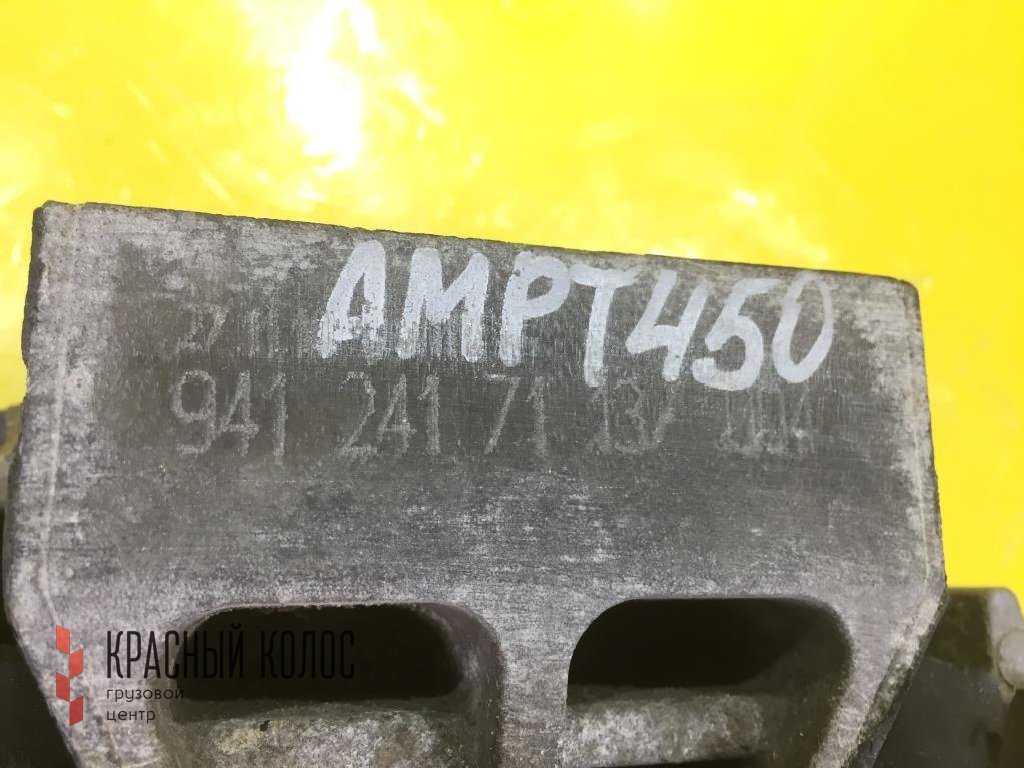 AMPT450
941 241 71 13
КРАСНЫЙ КОЛОС
грузовой
центр